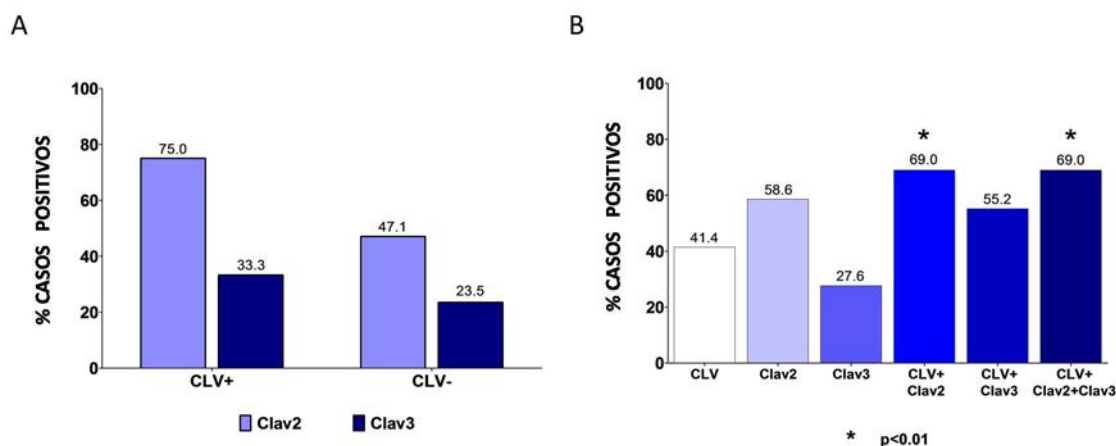 A
% CASOS POSITIVOS
100
80
60
40
20
0
75.0
33.3
47.1
23.5
CLV+
CLV-
Clav2
Clav3
B
% CASOS POSITIVOS
100
80
60
40
20
0
41.4
58.6
27.6
*
69.0
55.2
*
69.0
CLV
Clav2
Clav3
CLV+
Clav2
CLV+
Clav3
CLV+
Clav2+Clav3
* p<0.01